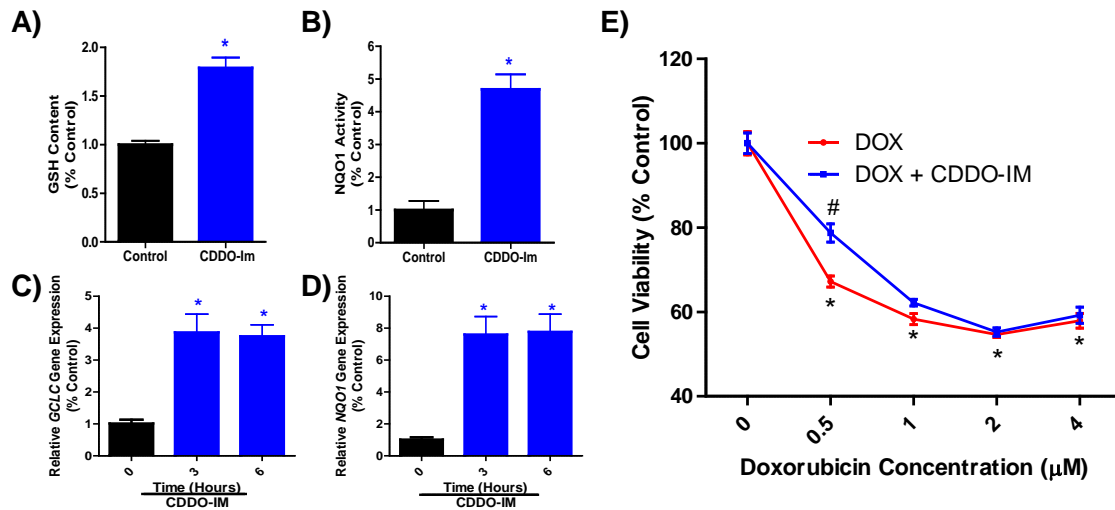 A)
GSH Content
(% Control)
2.0
1.5
1.0
0.5
0.0
*
Control
CDDO-Im
B)
NQO1 Activity
(% Control)
6
5
4
3
2
1
0
*
Control
CDDO-Im
C)
Relative GCLC Gene Expression
(% Control)
5
4
3
2
1
0
*
*
0
3
6
Time (Hours)
CDDO-IM
D)
Relative NQO1 Gene Expression
(% Control)
10
8
6
4
2
0
*
*
0
3
6
Time (Hours)
CDDO-IM
E)
Cell Viability (% Control)
120
100
80
60
40
DOX
DOX + CDDO-IM
#
*
*
*
*
0
0.5
1
2
4
Doxorubicin Concentration (μM)